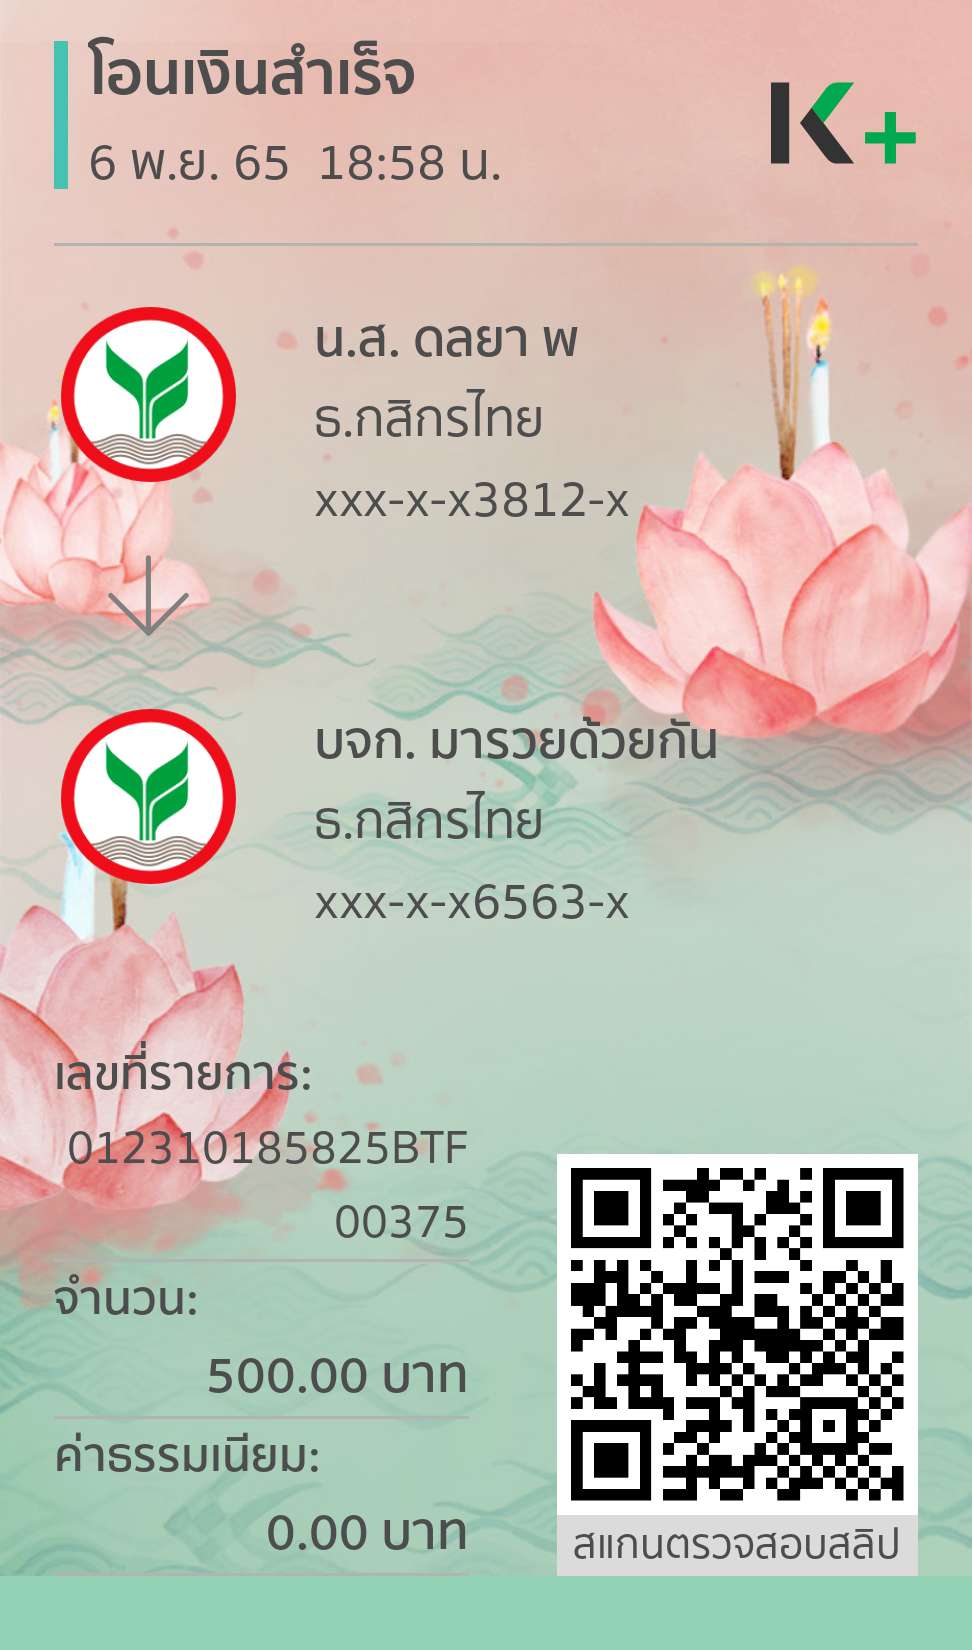 โอนเงินสำเร็จ
6 พ.ย. 65 18:58 น.
K+
น.ส. ดลยา พ
ธ.กสิกรไทย
xxx-x-x3812-x
บจก. มารวยด้วยกัน
ธ.กสิกรไทย
xxx-x-x6563-x
เลขที่รายการ:
012310185825BTF
00375
จำนวน:
500.00 บาท
ค่าธรรมเนียม:
0.00 บาท
สแกนตรวจสอบสลิป